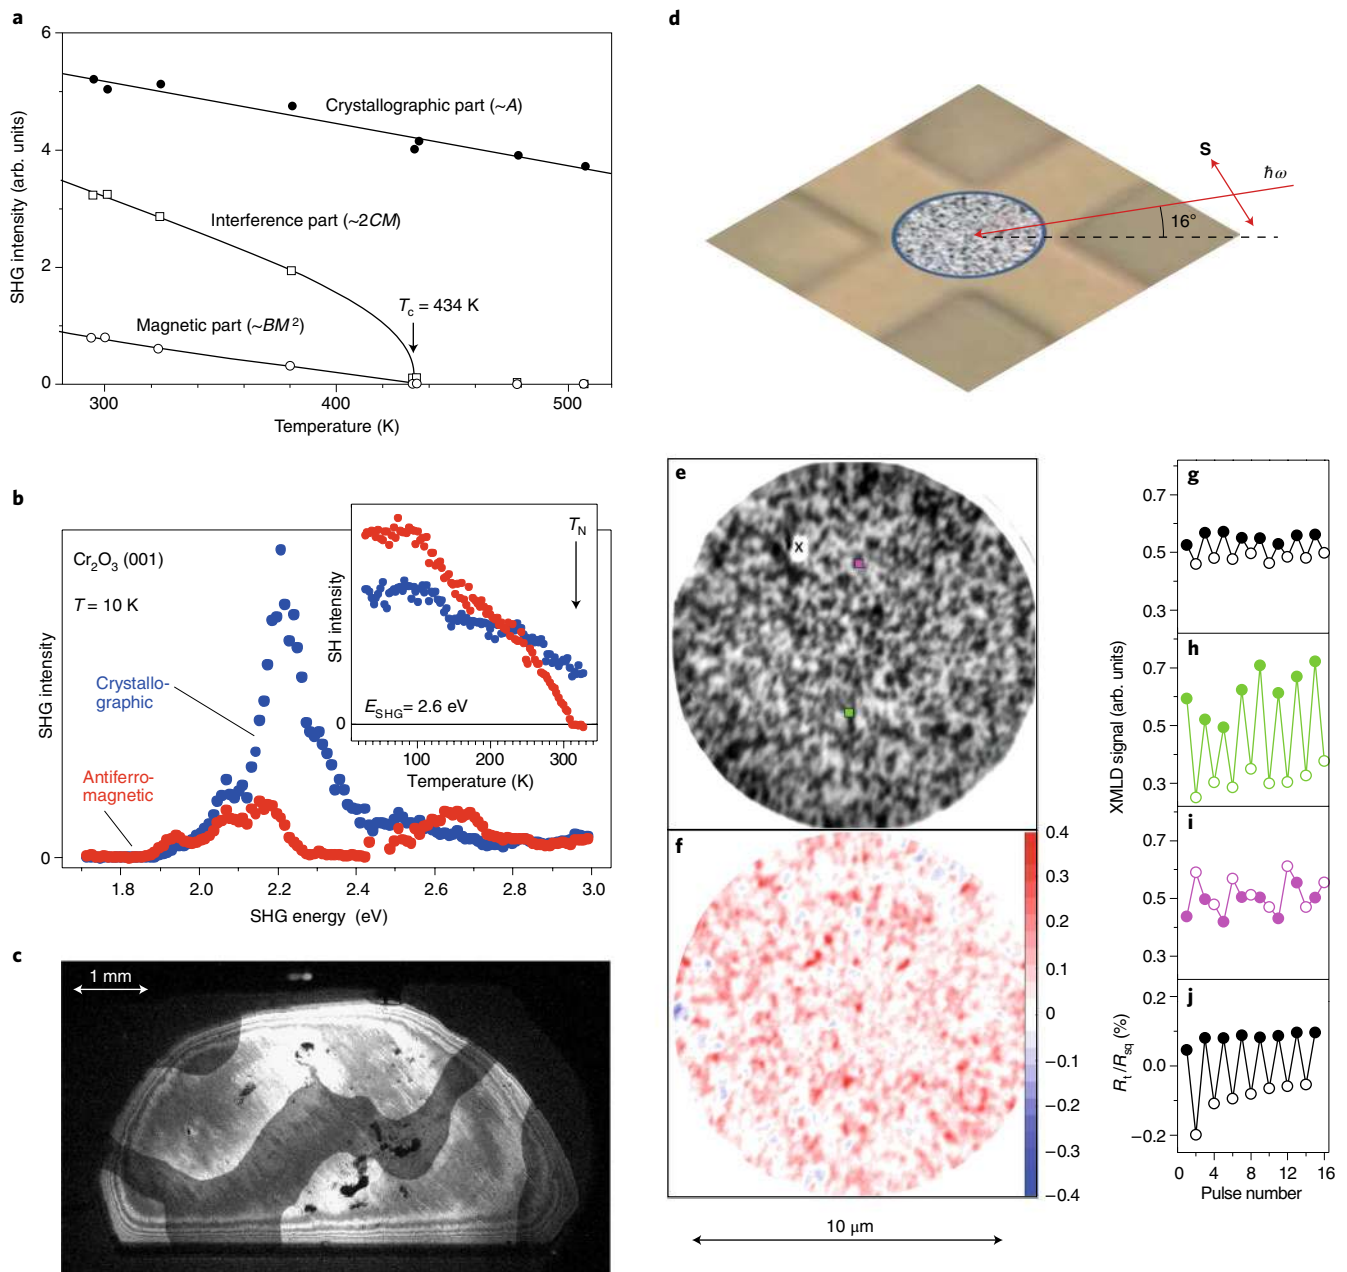 a
6
4
2
0
SHG intensity (arb. units)
Crystallographic part (~A)
Interference part (~2CM)
Tc = 434 K
Magnetic part (~BM²)
300
400
500
Temperature (K)
b
Cr₂O₃ (001)
T = 10 K
SHG intensity
Crystallo-
graphic
Antiferro-
magnetic
0
1.8
2.0
2.2
2.4
2.6
2.8
3.0
SHG energy (eV)
SH intensity
TN
ESHG= 2.6 eV
0
100
200
300
Temperature (K)
c
1 mm
d
S
ħω
16°
e
x
f
0.4
0.3
0.2
0.1
0
−0.1
−0.2
−0.3
−0.4
10 μm
g
0.7
0.5
0.3
h
0.7
0.5
0.3
XMLD signal (arb. units)
i
0.7
0.5
0.3
j
0.2
0.0
−0.2
Rt/Rsq (%)
0
4
8
12
16
Pulse number